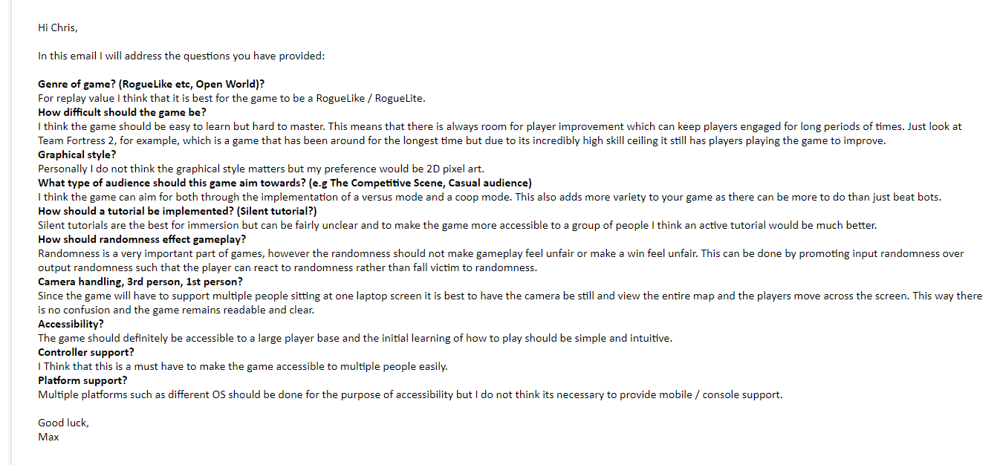 Hi Chris,
In this email I will address the questions you have provided:
Genre of game? (RogueLike etc, Open World)?
For replay value I think that it is best for the game to be a RogueLike / RogueLite.
How difficult should the game be?
I think the game should be easy to learn but hard to master. This means that there is always room for player improvement which can keep players engaged for long periods of times. Just look at
Team Fortress 2, for example, which is a game that has been around for the longest time but due to its incredibly high skill ceiling it still has players playing the game to improve.
Graphical style?
Personally I do not think the graphical style matters but my preference would be 2D pixel art.
What type of audience should this game aim towards? (e.g The Competitive Scene, Casual audience)
I think the game can aim for both through the implementation of a versus mode and a coop mode. This also adds more variety to your game as there can be more to do than just beat bots.
How should a tutorial be implemented? (Silent tutorial?)
Silent tutorials are the best for immersion but can be fairly unclear and to make the game more accessible to a group of people I think an active tutorial would be much better.
How should randomness effect gameplay?
Randomness is a very important part of games, however the randomness should not make gameplay feel unfair or make a win feel unfair. This can be done by promoting input randomness over
output randomness such that the player can react to randomness rather than fall victim to randomness.
Camera handling, 3rd person, 1st person?
Since the game will have to support multiple people sitting at one laptop screen it is best to have the camera be still and view the entire map and the players move across the screen. This way there
is no confusion and the game remains readable and clear.
Accessibility?
The game should definitely be accessible to a large player base and the initial learning of how to play should be simple and intuitive.
Controller support?
I Think that this is a must have to make the game accessible to multiple people easily.
Platform support?
Multiple platforms such as different OS should be done for the purpose of accessibility but I do not think its necessary to provide mobile / console support.
Good luck,
Max